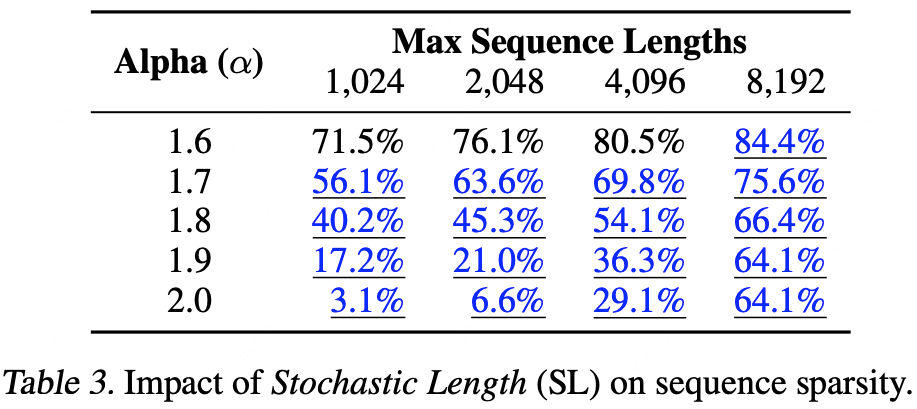 Alpha (α) Max Sequence Lengths
1,024 2,048 4,096 8,192
1.6 71.5% 76.1% 80.5% 84.4%
1.7 56.1% 63.6% 69.8% 75.6%
1.8 40.2% 45.3% 54.1% 66.4%
1.9 17.2% 21.0% 36.3% 64.1%
2.0 3.1% 6.6% 29.1% 64.1%
Table 3. Impact of Stochastic Length (SL) on sequence sparsity.